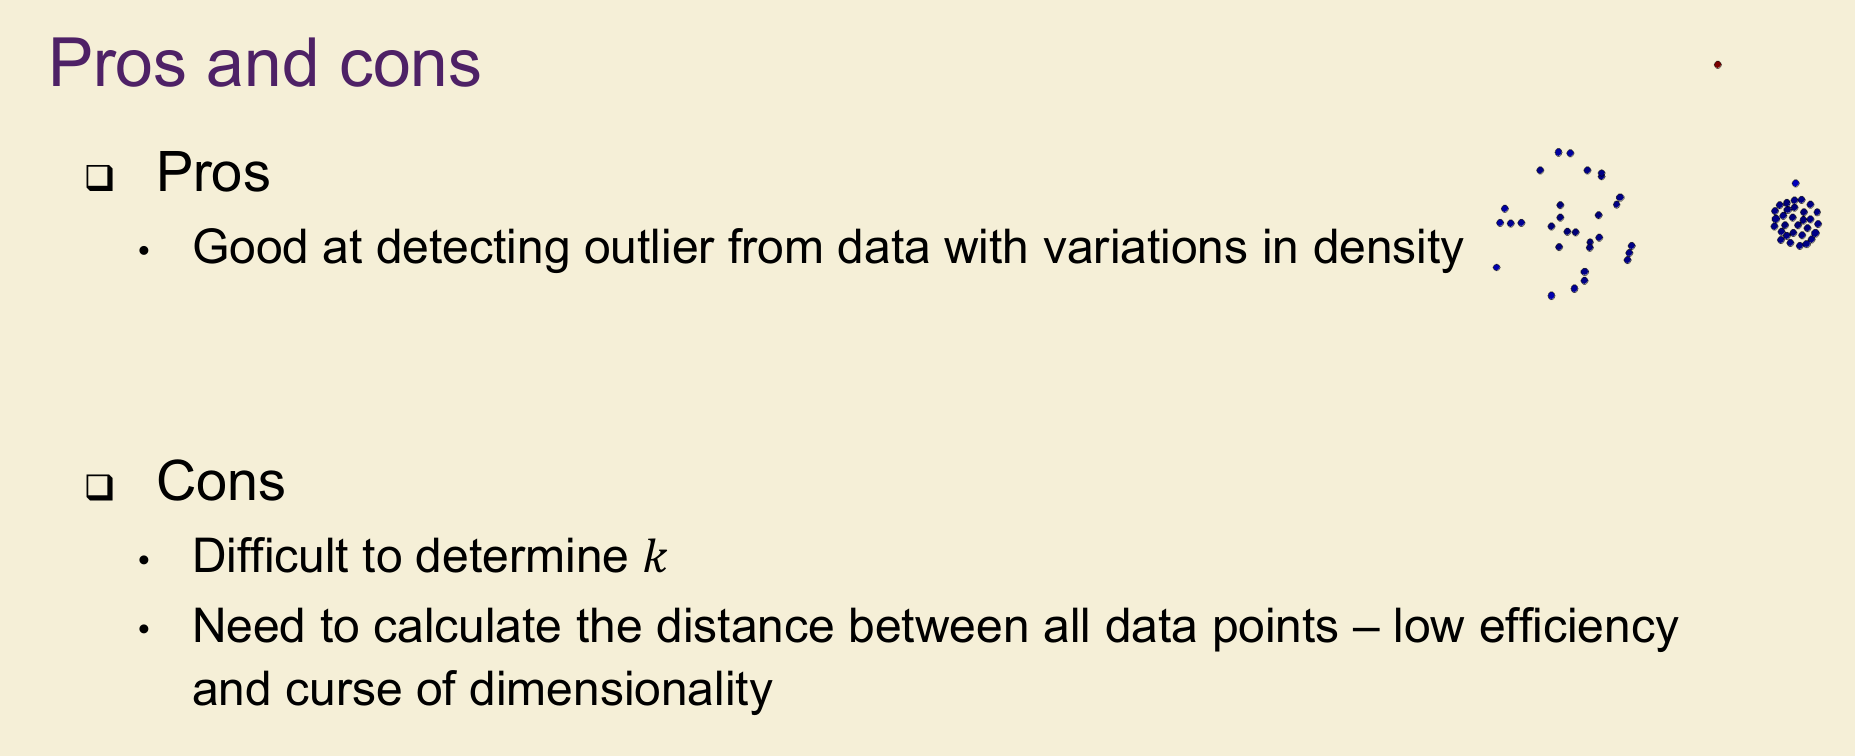 Pros and cons
❑ Pros
• Good at detecting outlier from data with variations in density
❑ Cons
• Difficult to determine k
• Need to calculate the distance between all data points – low efficiency
and curse of dimensionality